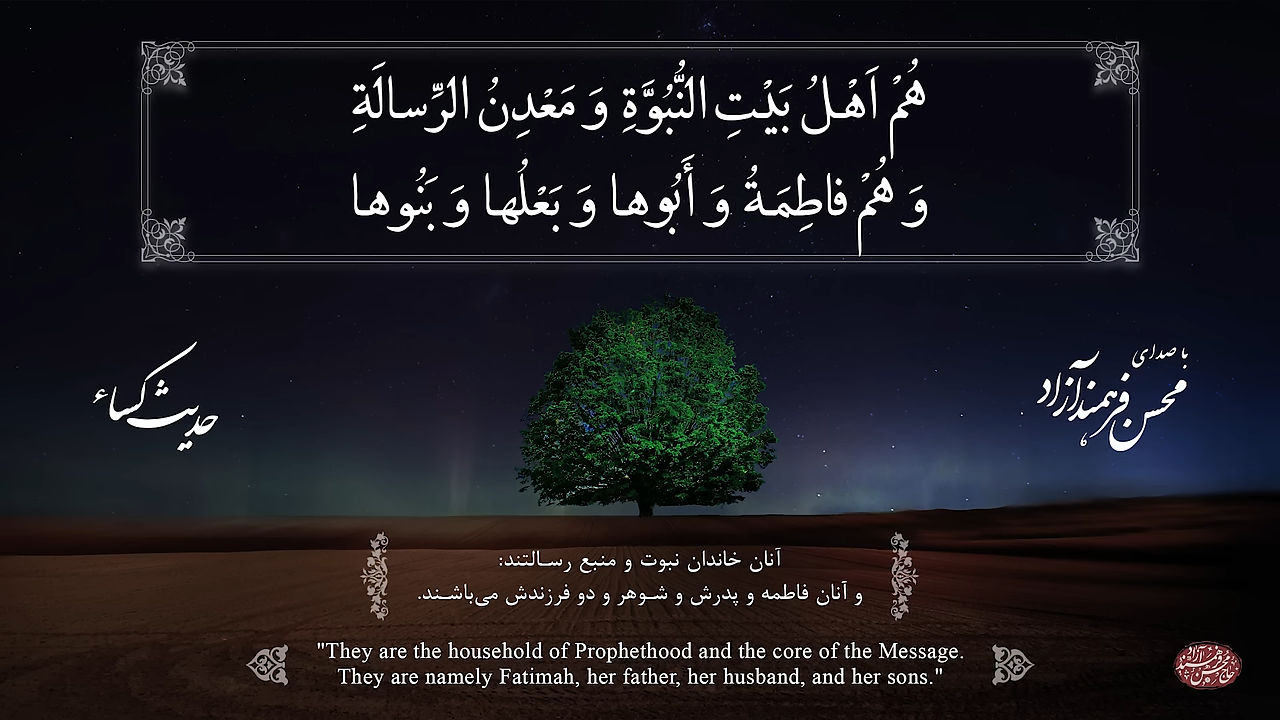 هُمْ اَهْلُ بَيْتِ النُّبُوَّةِ وَ مَعْدِنُ الرِّسالَةِ
وَ هُمْ فاطِمَةُ وَ أَبُوها وَ بَعْلُها وَ بَنُوها
با صدای
محسن فرهمند آزاد
حدیث کساء
آنان خاندان نبوت و منبع رسالتند:
و آنان فاطمه و پدرش و شوهر و دو فرزندش می‌باشند.
"They are the household of Prophethood and the core of the Message.
They are namely Fatimah, her father, her husband, and her sons."